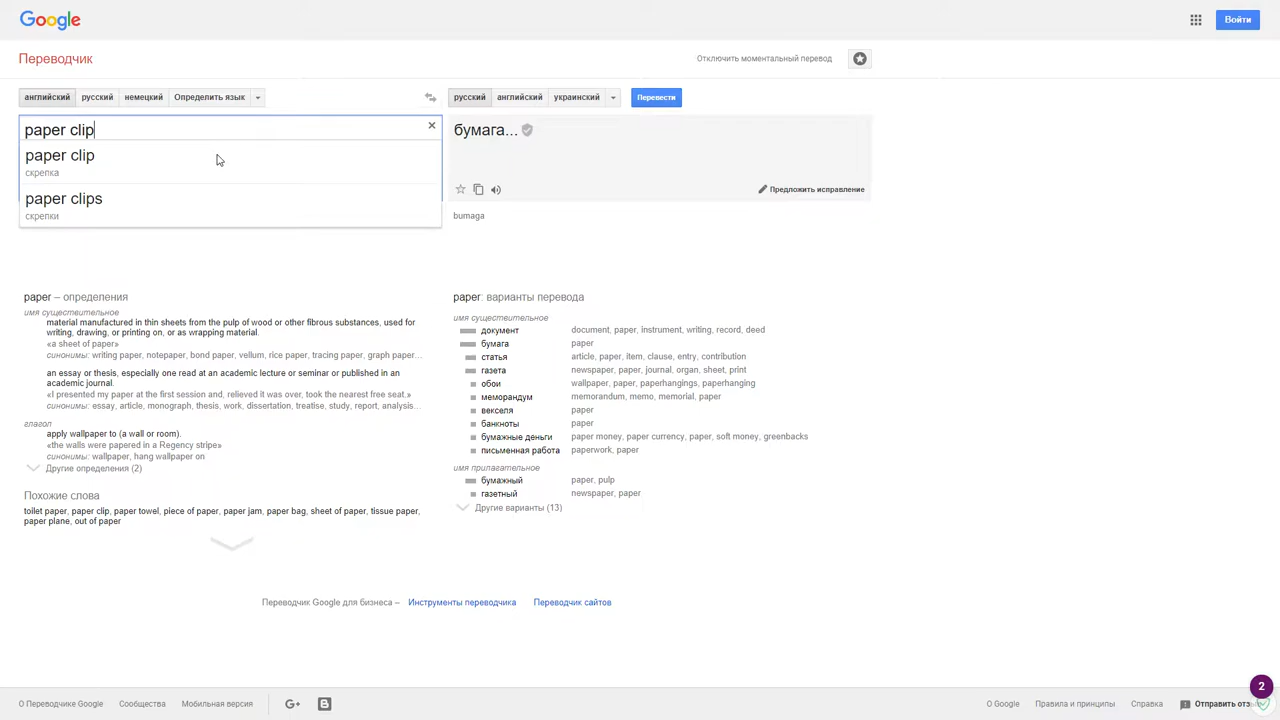 Google
Войти
Переводчик
Отключить моментальный перевод
английский русский немецкий Определить язык
русский английский украинский Перевести
paper clip
бумага...
paper clip
скрепка
Предложить исправление
paper clips
скрепки
bumaga
paper – определения
paper: варианты перевода
имя существительное
material manufactured in thin sheets from the pulp of wood or other fibrous substances, used for
writing, drawing, or printing on, or as wrapping material.
«a sheet of paper»
синонимы: writing paper, notepaper, bond paper, vellum, rice paper, tracing paper, graph paper...
an essay or thesis, especially one read at an academic lecture or seminar or published in an
academic journal.
«I presented my paper at the first session and, relieved it was over, took the nearest free seat.»
синонимы: essay, article, monograph, thesis, work, dissertation, treatise, study, report, analysis...
глагол
apply wallpaper to (a wall or room).
«the walls were papered in a Regency stripe»
синонимы: wallpaper, hang wallpaper on
Другие определения (2)
Похожие слова
toilet paper, paper clip, paper towel, piece of paper, paper jam, paper bag, sheet of paper, tissue paper,
paper plane, out of paper
имя существительное
документ document, paper, instrument, writing, record, deed
бумага paper
статья article, paper, item, clause, entry, contribution
газета newspaper, paper, journal, organ, sheet, print
обои wallpaper, paper, paperhangings, paperhanging
меморандум memorandum, memo, memorial, paper
векселя paper
банкноты paper
бумажные деньги paper money, paper currency, paper, soft money, greenbacks
письменная работа paperwork, paper
имя прилагательное
бумажный paper, pulp
газетный newspaper, paper
Другие варианты (13)
Переводчик Google для бизнеса – Инструменты переводчика Переводчик сайтов
О Переводчике Google Сообщества Мобильная версия G+ B
О Google Правила и принципы Справка Отправить отз
2